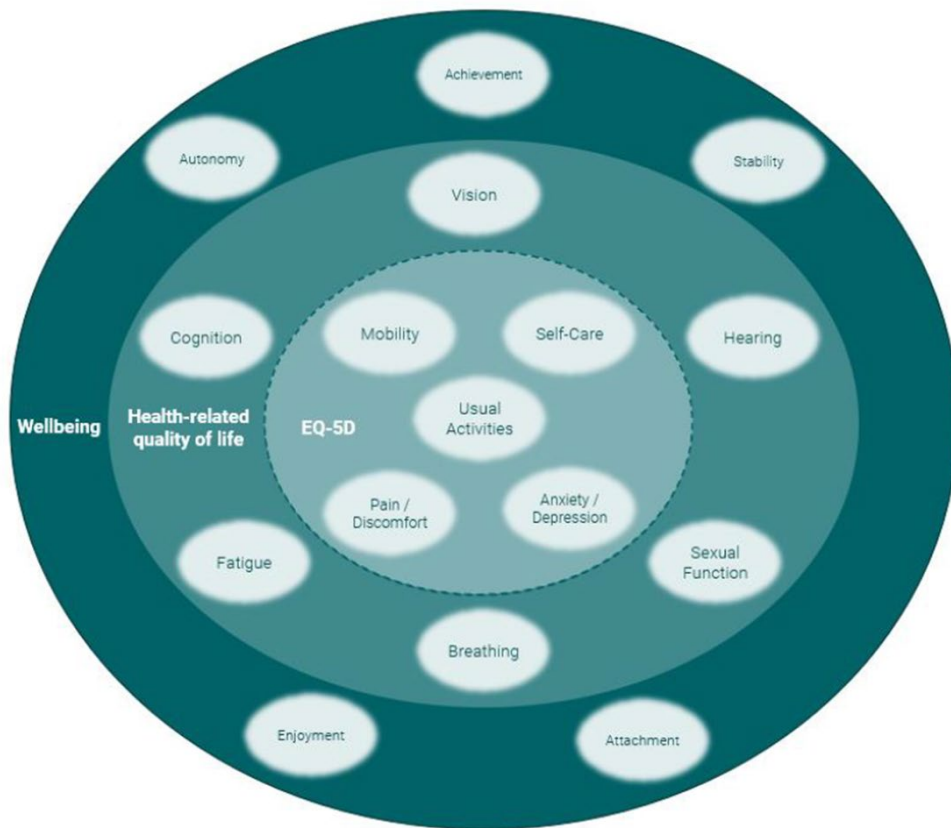 Achievement
Autonomy
Stability
Vision
Cognition
Mobility
Self-Care
Hearing
Usual
Activities
Wellbeing
Health-related
quality of life
EQ-5D
Pain /
Discomfort
Anxiety /
Depression
Fatigue
Sexual
Function
Breathing
Enjoyment
Attachment